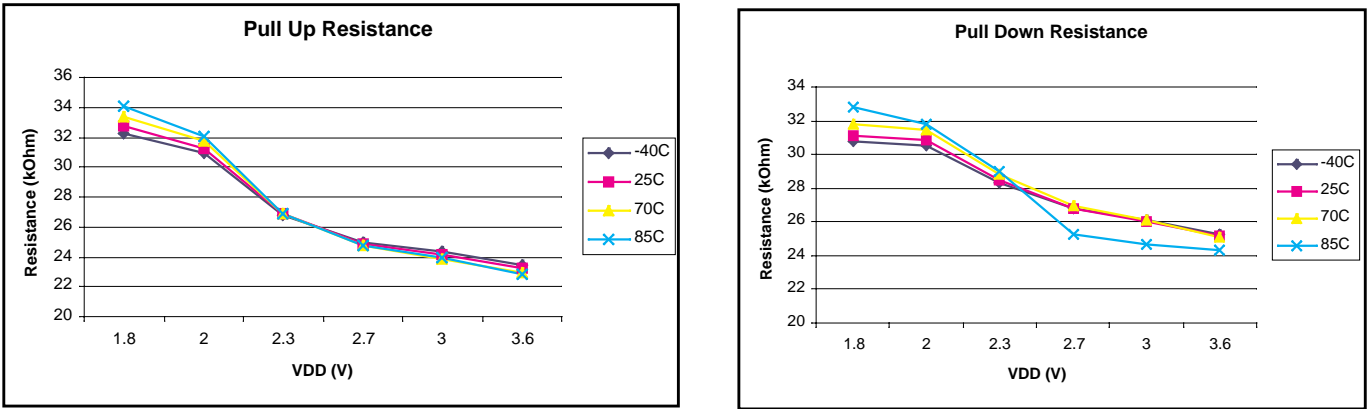 Pull Up Resistance
36
34
32
30
28
26
24
22
20
Resistance (kOhm)
1.8 2 2.3 2.7 3 3.6
VDD (V)
-40C
25C
70C
85C
Pull Down Resistance
34
32
30
28
26
24
22
20
Resistance (kOhm)
1.8 2 2.3 2.7 3 3.6
VDD (V)
-40C
25C
70C
85C